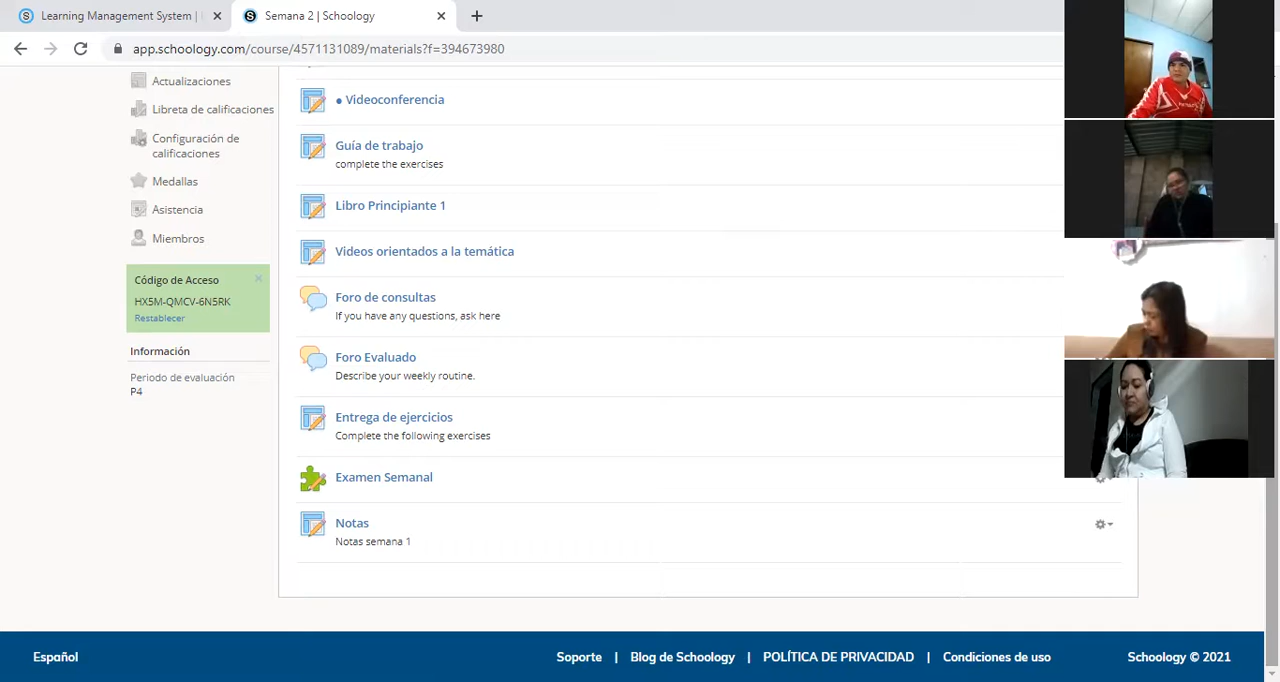 Learning Management System |
Semana 2 | Schoology
app.schoology.com/course/4571131089/materials?f=394673980
Actualizaciones
Libreta de calificaciones
Configuración de
calificaciones
Medallas
Asistencia
Miembros
Código de Acceso
HX5M-QMCV-6N5RK
Restablecer
Información
Periodo de evaluación
P4
• Videoconferencia
Guía de trabajo
complete the exercises
Libro Principiante 1
Videos orientados a la temática
Foro de consultas
If you have any questions, ask here
Foro Evaluado
Describe your weekly routine.
Entrega de ejercicios
Complete the following exercises
Examen Semanal
Notas
Notas semana 1
Español
Soporte | Blog de Schoology | POLÍTICA DE PRIVACIDAD | Condiciones de uso
Schoology © 2021